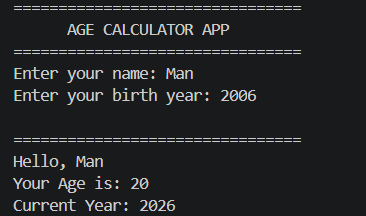 ================================
      AGE CALCULATOR APP
================================
Enter your name: Man
Enter your birth year: 2006

================================
Hello, Man
Your Age is: 20
Current Year: 2026